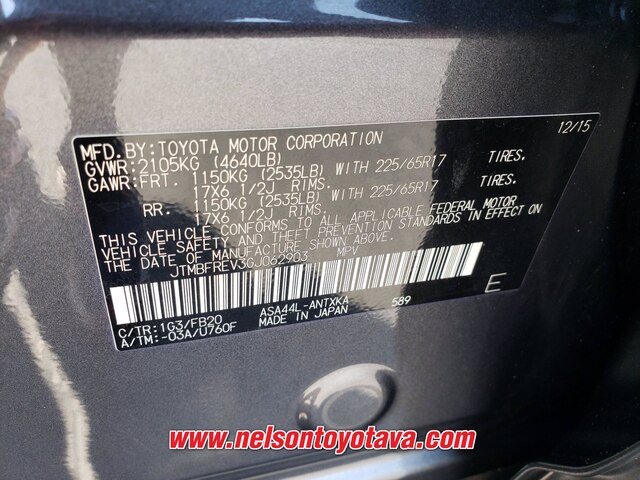 MFD.BY:TOYOTA MOTOR CORPORATION 12/15
GVWR:2105KG (4640LB)
GAWR:FRT. 1150KG (2535LB) WITH 225/65R17 TIRES.
17X6 1/2J RIMS.
RR. 1150KG (2535LB) WITH 225/65R17 TIRES.
17X6 1/2J RIMS.
THIS VEHICLE CONFORMS TO ALL APPLICABLE FEDERAL MOTOR
VEHICLE SAFETY AND THEFT PREVENTION STANDARDS IN EFFECT ON
THE DATE OF MANUFACTURE SHOWN ABOVE.
JTMBFREV3GJ062903 MPV
E
C/TR:1G3/FB20 ASA44L-ANTXKA 589
A/TM:-03A/U760F MADE IN JAPAN
www.nelsontoyotava.com